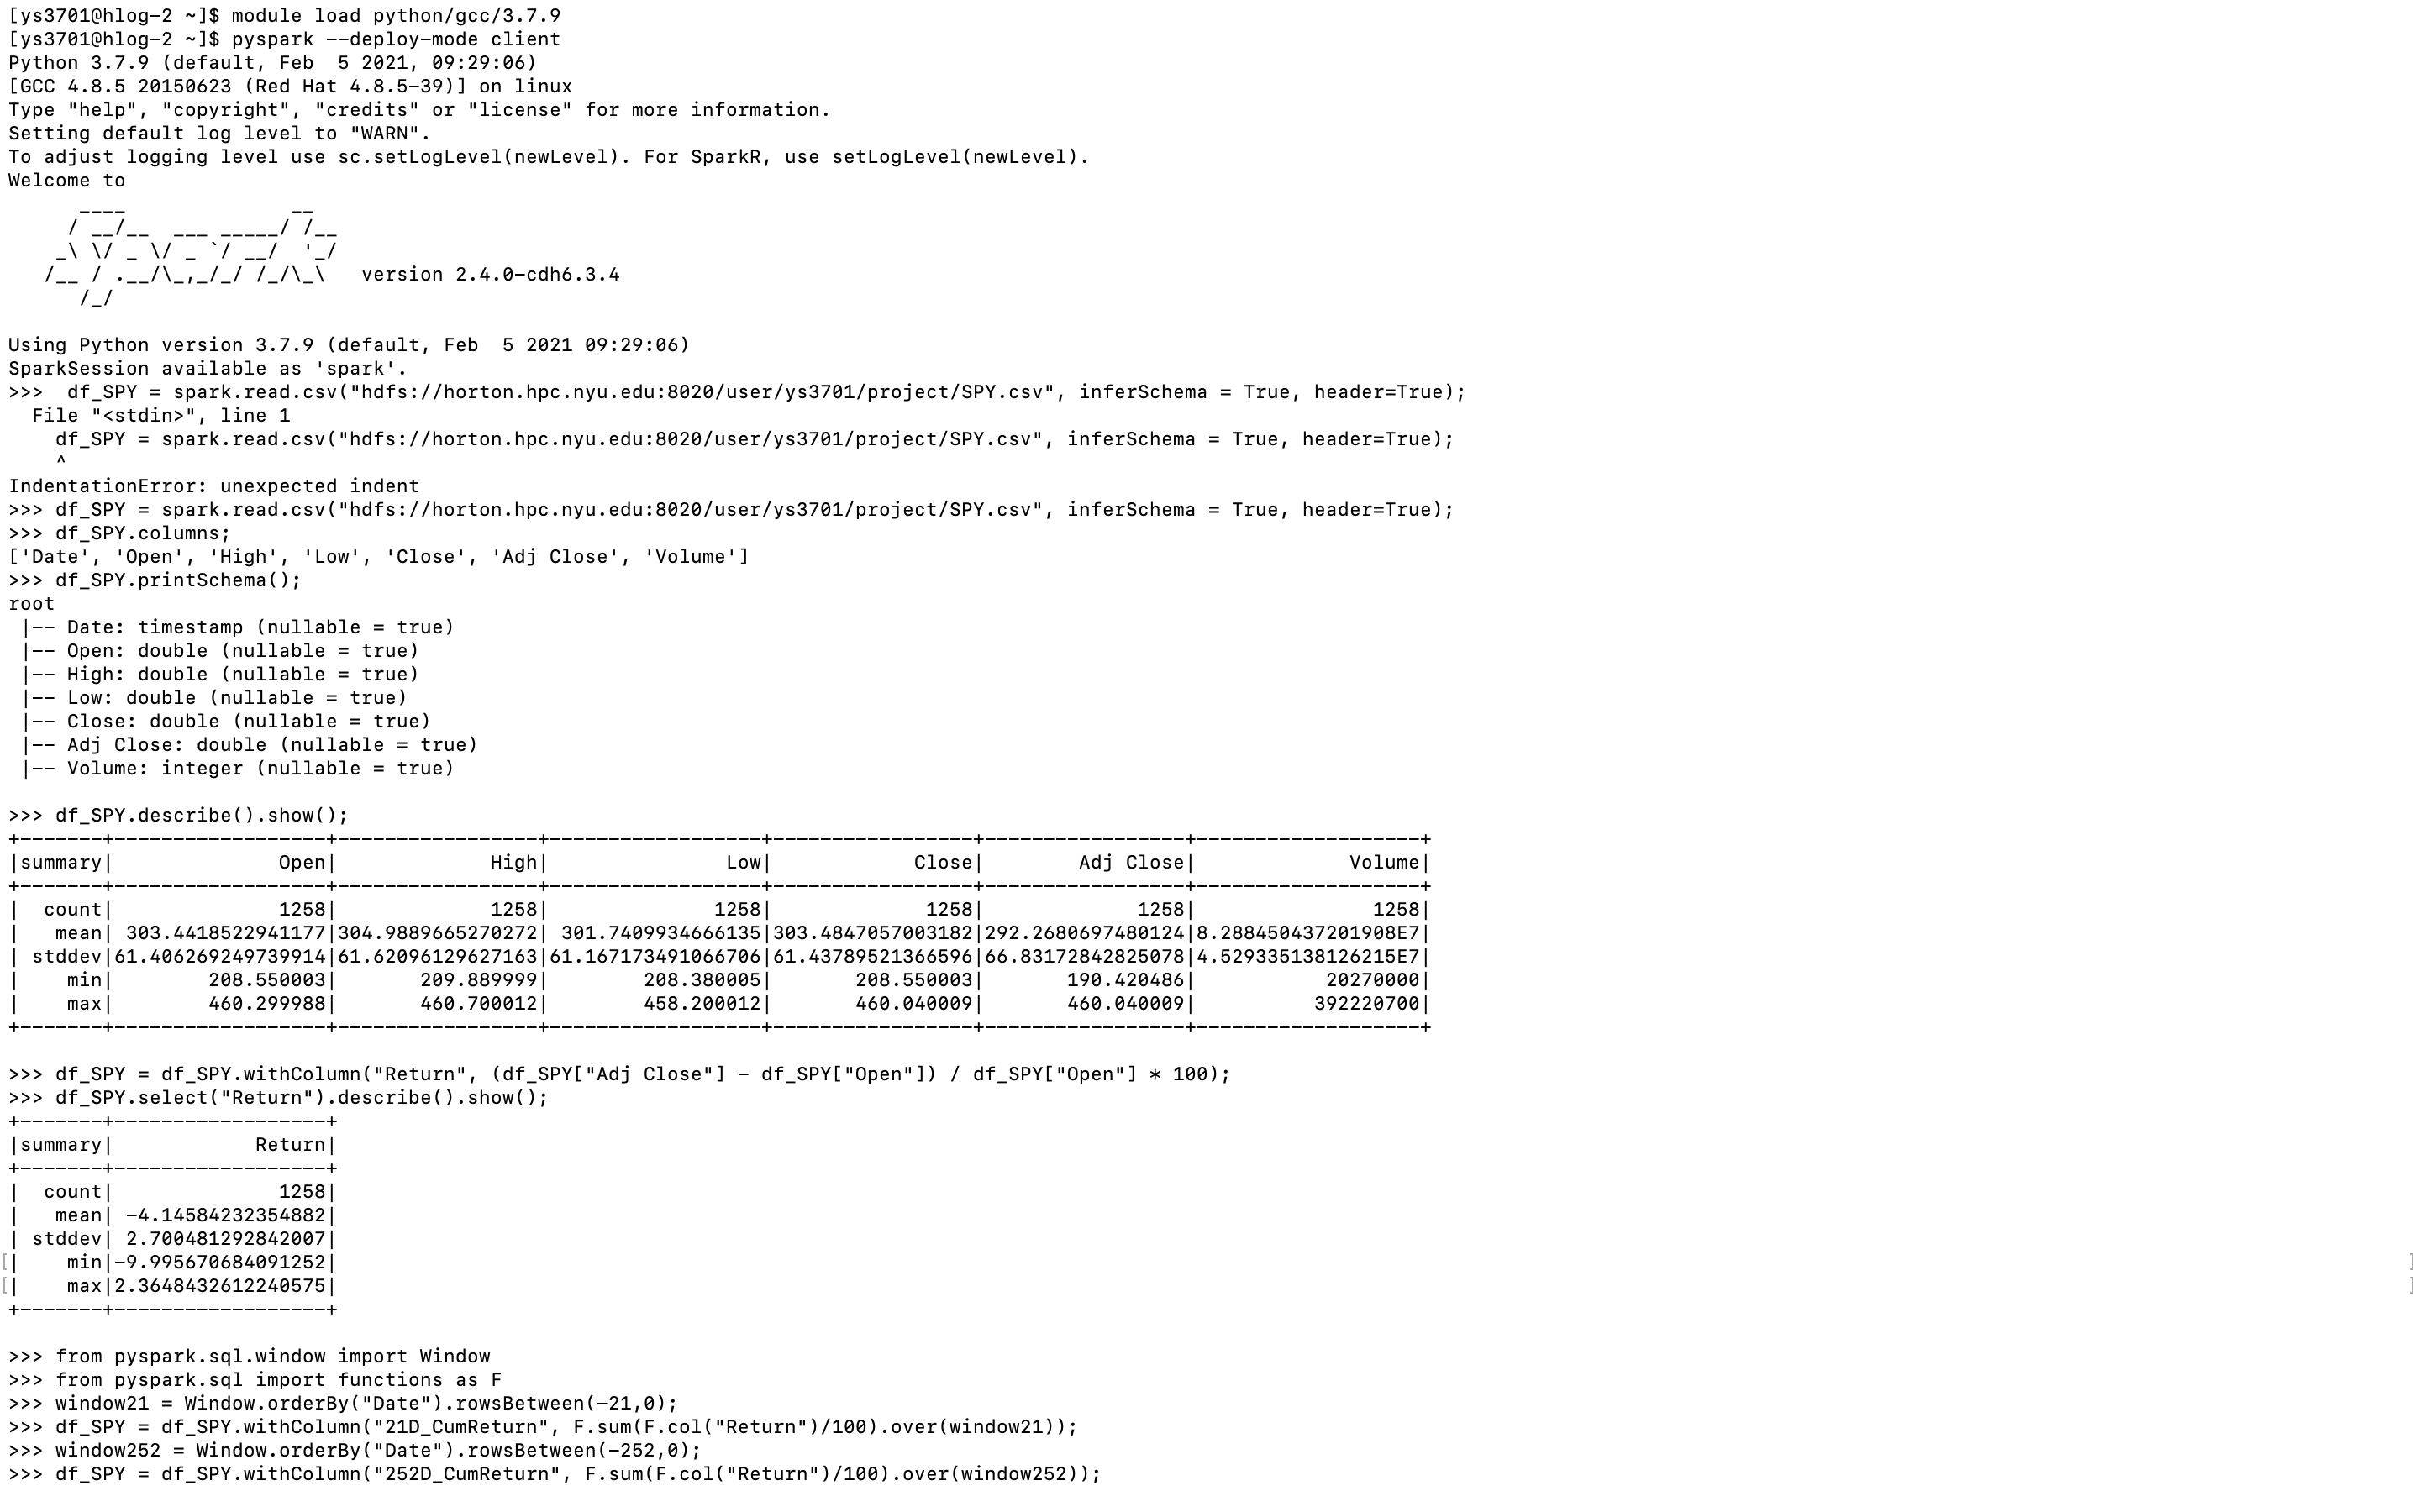 [ys3701@hlog-2 ~]$ module load python/gcc/3.7.9
[ys3701@hlog-2 ~]$ pyspark --deploy-mode client
Python 3.7.9 (default, Feb  5 2021, 09:29:06)
[GCC 4.8.5 20150623 (Red Hat 4.8.5-39)] on linux
Type "help", "copyright", "credits" or "license" for more information.
Setting default log level to "WARN".
To adjust logging level use sc.setLogLevel(newLevel). For SparkR, use setLogLevel(newLevel).
Welcome to
      ____              __
     / __/__  ___ _____/ /__
    _\ \/ _ \/ _ `/ __/  '_/
   /__ / .__/\_,_/_/ /_/\_\   version 2.4.0-cdh6.3.4
      /_/
Using Python version 3.7.9 (default, Feb  5 2021 09:29:06)
SparkSession available as 'spark'.
>>>  df_SPY = spark.read.csv("hdfs://horton.hpc.nyu.edu:8020/user/ys3701/project/SPY.csv", inferSchema = True, header=True);
  File "<stdin>", line 1
    df_SPY = spark.read.csv("hdfs://horton.hpc.nyu.edu:8020/user/ys3701/project/SPY.csv", inferSchema = True, header=True);
    ^
IndentationError: unexpected indent
>>> df_SPY = spark.read.csv("hdfs://horton.hpc.nyu.edu:8020/user/ys3701/project/SPY.csv", inferSchema = True, header=True);
>>> df_SPY.columns;
['Date', 'Open', 'High', 'Low', 'Close', 'Adj Close', 'Volume']
>>> df_SPY.printSchema();
root
 |-- Date: timestamp (nullable = true)
 |-- Open: double (nullable = true)
 |-- High: double (nullable = true)
 |-- Low: double (nullable = true)
 |-- Close: double (nullable = true)
 |-- Adj Close: double (nullable = true)
 |-- Volume: integer (nullable = true)
>>> df_SPY.describe().show();
+-------+------------------+-----------------+------------------+-----------------+-----------------+-------------------+
|summary|              Open|             High|               Low|            Close|        Adj Close|             Volume|
+-------+------------------+-----------------+------------------+-----------------+-----------------+-------------------+
|  count|              1258|             1258|              1258|             1258|             1258|               1258|
|   mean| 303.4418522941177|304.9889665270272| 301.7409934666135|303.4847057003182|292.2680697480124|8.288450437201908E7|
| stddev|61.406269249739914|61.62096129627163|61.167173491066706|61.43789521366596|66.83172842825078|4.529335138126215E7|
|    min|        208.550003|       209.889999|        208.380005|       208.550003|       190.420486|           20270000|
|    max|        460.299988|       460.700012|        458.200012|       460.040009|       460.040009|          392220700|
+-------+------------------+-----------------+------------------+-----------------+-----------------+-------------------+
>>> df_SPY = df_SPY.withColumn("Return", (df_SPY["Adj Close"] - df_SPY["Open"]) / df_SPY["Open"] * 100);
>>> df_SPY.select("Return").describe().show();
+-------+------------------+
|summary|            Return|
+-------+------------------+
|  count|              1258|
|   mean| -4.14584232354882|
| stddev| 2.700481292842007|
[|    min|-9.995670684091252| ]
[|    max|2.3648432612240575| ]
+-------+------------------+
>>> from pyspark.sql.window import Window
>>> from pyspark.sql import functions as F
>>> window21 = Window.orderBy("Date").rowsBetween(-21,0);
>>> df_SPY = df_SPY.withColumn("21D_CumReturn", F.sum(F.col("Return")/100).over(window21));
>>> window252 = Window.orderBy("Date").rowsBetween(-252,0);
>>> df_SPY = df_SPY.withColumn("252D_CumReturn", F.sum(F.col("Return")/100).over(window252));